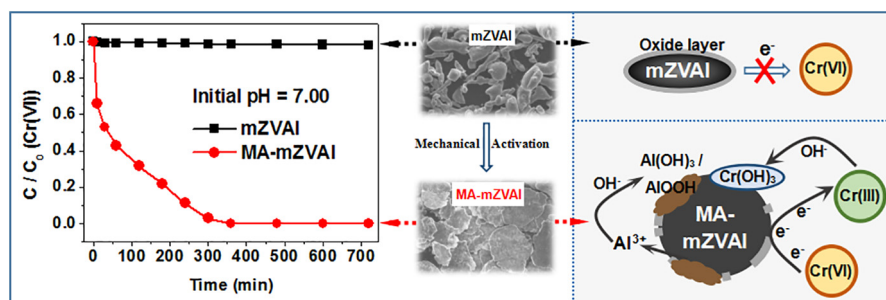 C / C₀ (Cr(VI))
1.0
0.8
0.6
0.4
0.2
0.0
Initial pH = 7.00
mZVAl
MA-mZVAl
0 100 200 300 400 500 600 700
Time (min)
mZVAl
Mechanical Activation
MA-mZVAl
Oxide layer
mZVAl
e-
Cr(VI)
Al(OH)₃ /
AlOOH
OH-
Al³⁺
Cr(OH)₃
OH-
MA-
mZVAl
Cr(III)
e-
e-
e-
Cr(VI)